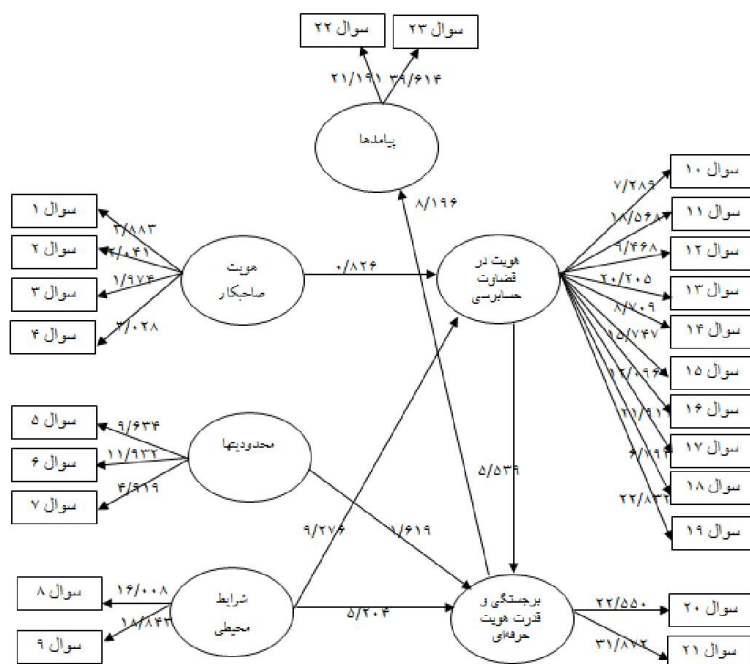 سوال ۲۲
سوال ۲۳
۲۱/۱۹۱
۳۹/۶۱۴
پیامدها
۸/۱۹۶
سوال ۱
سوال ۲
سوال ۳
سوال ۴
۱/۹۷۴
۲/۰۲۸
هویت
صاحبکار
۰/۸۲۶
هویت در
قضاوت
حسابرسی
۷/۲۸۹
۱۸/۵۶۸
۹/۴۶۸
۲۰/۲۰۵
۸/۷۰۹
۱۵/۷۴۷
۱۲/۰۹۶
۲۲/۸۳۲
سوال ۱۰
سوال ۱۱
سوال ۱۲
سوال ۱۳
سوال ۱۴
سوال ۱۵
سوال ۱۶
سوال ۱۷
سوال ۱۸
سوال ۱۹
سوال ۵
سوال ۶
سوال ۷
۹/۶۳۴
۱۱/۹۳۲
۴/۹۱۹
محدودیتها
۵/۵۳۹
۹/۲۷۶
۱/۶۱۹
سوال ۸
سوال ۹
۱۶/۰۰۸
۱۸/۸۴۳
شرایط
محیطی
۵/۲۰۴
برجستگی و
قدرت هویت
حرفه‌ای
۲۲/۵۵۰
۳۱/۸۷۲
سوال ۲۰
سوال ۲۱